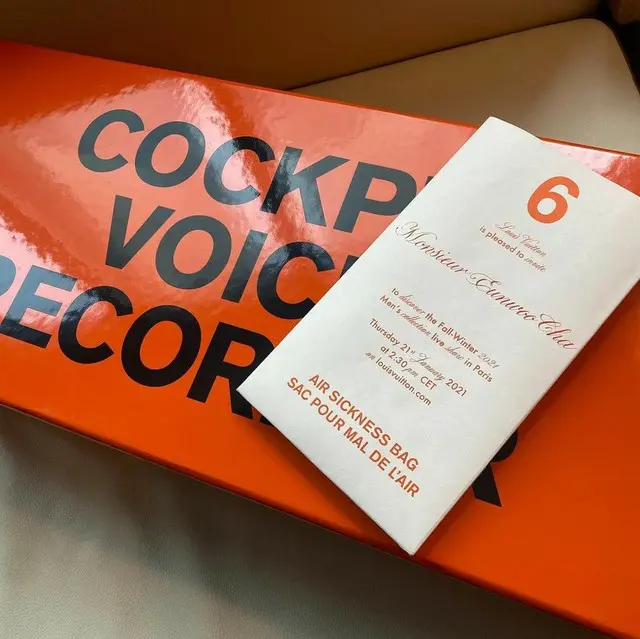 COCKPI
VOIC
RECOR
R
6
Louis Vuitton
is pleased to invite
Monsieur Eunwoo Cha
to discover the Fall-Winter 2021
Men's collection live show in Paris
Thursday 21st January 2021
at 2:30 pm CET
on louisvuitton.com
AIR SICKNESS BAG
SAC POUR MAL DE L'AIR